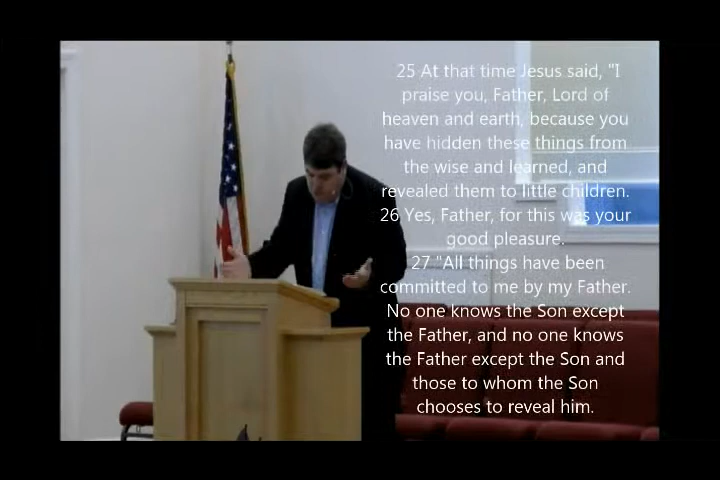 25 At that time Jesus said, "I
praise you, Father, Lord of
heaven and earth, because you
have hidden these things from
the wise and learned, and
revealed them to little children.
26 Yes, Father, for this was your
good pleasure.
27 "All things have been
committed to me by my Father.
No one knows the Son except
the Father, and no one knows
the Father except the Son and
those to whom the Son
chooses to reveal him.